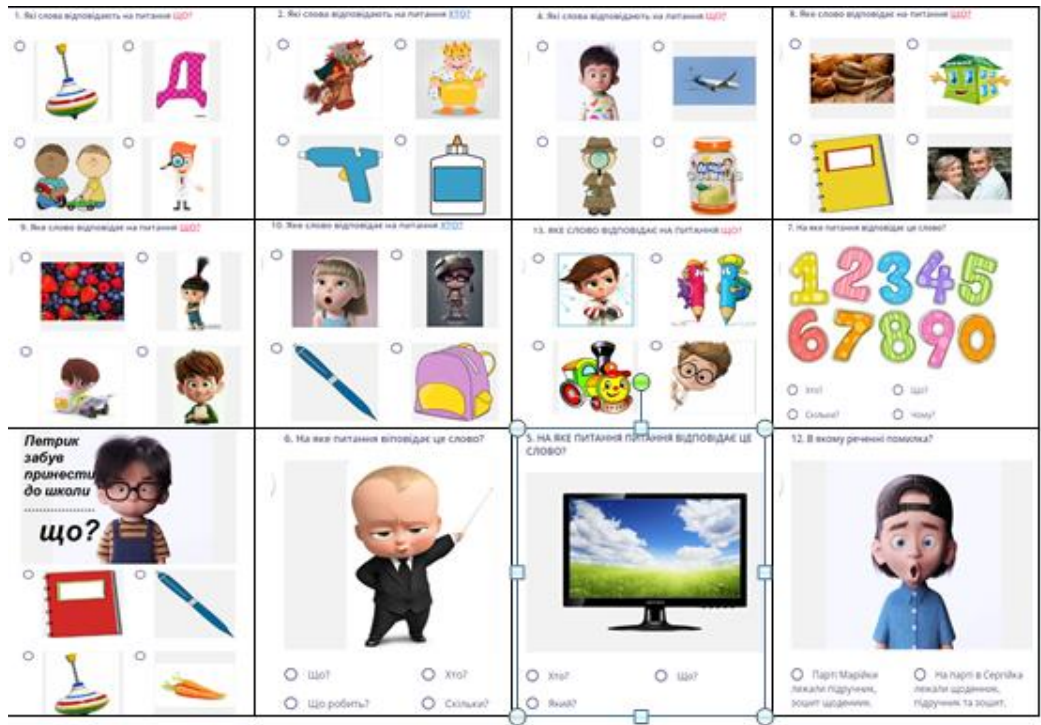 1. Які слова відповідають на питання ЩО?
2. Які слова відповідають на питання ХТО?
4. Які слова відповідають на питання ЩО?
8. Яке слово відповідає на питання ЩО?
9. Яке слово відповідає на питання ЩО?
10. Яке слово відповідає на питання ХТО?
13. ЯКЕ СЛОВО ВІДПОВІДАЄ НА ПИТАННЯ ЩО?
7. На яке питання відповідає це слово?
Хто?
Що?
Скільки?
Чому?
Петрик
забув
принести
до школи
що?
6. На яке питання віповідає це слово?
Що?
Хто?
Що робить?
Скільки?
5. НА ЯКЕ ПИТАННЯ ПИТАННЯ ВІДПОВІДАЄ ЦЕ
СЛОВО?
Хто?
Що?
Який?
12. В якому реченні помилка?
Парті Марійки
лежали підручник,
зошит щоденник.
На парті в Сергійка
лежали щоденник,
підручник та зошит.